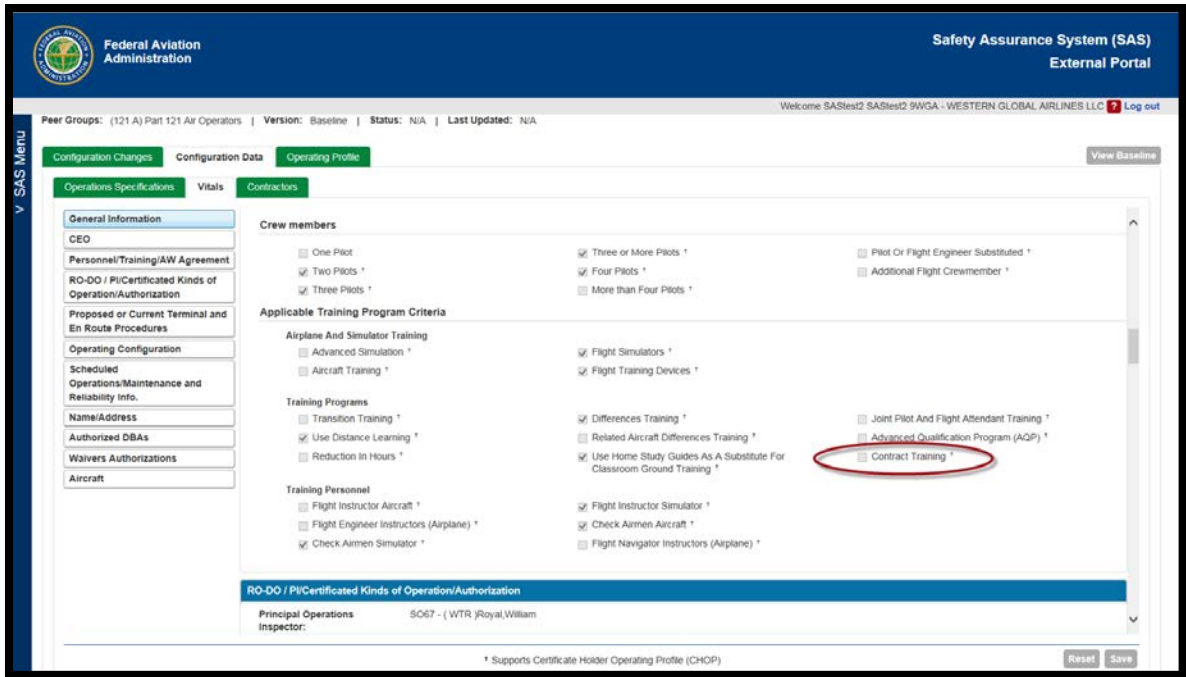 Federal Aviation
Administration
Safety Assurance System (SAS)
External Portal
Welcome SAStest2 SAStest2 9WGA - WESTERN GLOBAL AIRLINES LLC ? Log out
Peer Groups: (121 A) Part 121 Air Operators | Version: Baseline | Status: N/A | Last Updated: N/A
> SAS Menu
Configuration Changes Configuration Data Operating Profile View Baseline
Operations Specifications Vitals Contractors
General Information
CEO
Personnel/Training/AW Agreement
RO-DO / PI/Certificated Kinds of
Operation/Authorization
Proposed or Current Terminal and
En Route Procedures
Operating Configuration
Scheduled
Operations/Maintenance and
Reliability Info.
Name/Address
Authorized DBAs
Waivers Authorizations
Aircraft
Crew members
One Pilot Three or More Pilots † Pilot Or Flight Engineer Substituted †
Two Pilots † Four Pilots † Additional Flight Crewmember †
Three Pilots † More than Four Pilots †
Applicable Training Program Criteria
Airplane And Simulator Training
Advanced Simulation † Flight Simulators †
Aircraft Training † Flight Training Devices †
Training Programs
Transition Training † Differences Training † Joint Pilot And Flight Attendant Training †
Use Distance Learning † Related Aircraft Differences Training † Advanced Qualification Program (AQP) †
Reduction In Hours † Use Home Study Guides As A Substitute For Contract Training †
Classroom Ground Training †
Training Personnel
Flight Instructor Aircraft † Flight Instructor Simulator †
Flight Engineer Instructors (Airplane) † Check Airmen Aircraft †
Check Airmen Simulator † Flight Navigator Instructors (Airplane) †
RO-DO / PI/Certificated Kinds of Operation/Authorization
Principal Operations SO67 - ( WTR )Royal,William
Inspector:
† Supports Certificate Holder Operating Profile (CHOP) Reset Save